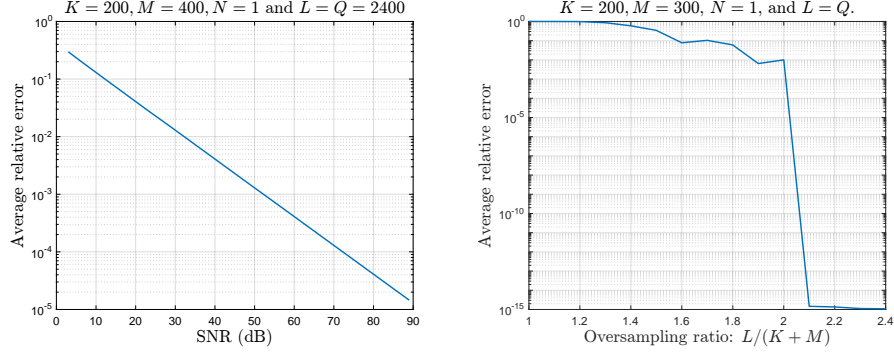 K = 200, M = 400, N = 1 and L = Q = 2400
10^0
10^-1
10^-2
10^-3
10^-4
10^-5
Average relative error
0 10 20 30 40 50 60 70 80 90
SNR (dB)
K = 200, M = 300, N = 1, and L = Q.
10^0
10^-5
10^-10
10^-15
Average relative error
1 1.2 1.4 1.6 1.8 2 2.2 2.4
Oversampling ratio: L/(K + M)